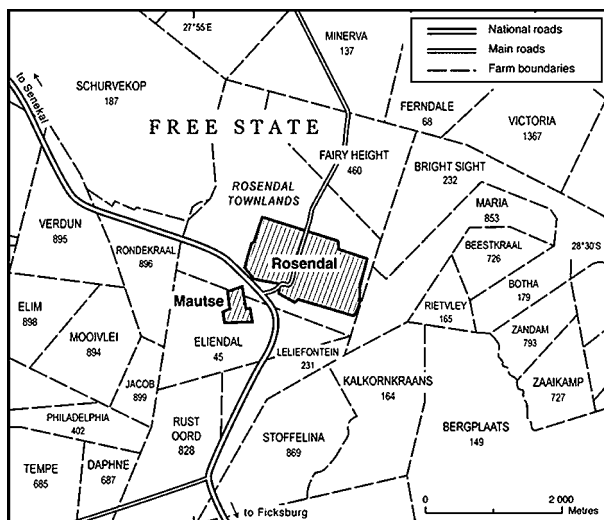 27°55'E
MINERVA
137
National roads
Main roads
Farm boundaries
to Senekal
SCHURVEKOP
187
FERNDALE
68
VICTORIA
1367
FREE STATE
FAIRY HEIGHT
460
BRIGHT SIGHT
232
ROSENDAL
TOWNLANDS
MARIA
853
VERDUN
895
RONDEKRAAL
896
BEESTKRAAL
726
28°30'S
Rosendal
BOTHA
179
Mautse
RIETVLEY
165
ELIM
898
MOOIVLEI
894
ELIENDAL
45
ZANDAM
793
LELIEFONTEIN
231
JACOB
899
KALKORNKRAANS
164
ZAAIKAMP
727
PHILADELPHIA
402
RUST
OORD
828
STOFFELINA
869
BERGPLAATS
149
TEMPE
685
DAPHNE
687
to Ficksburg
0
2 000
Metres